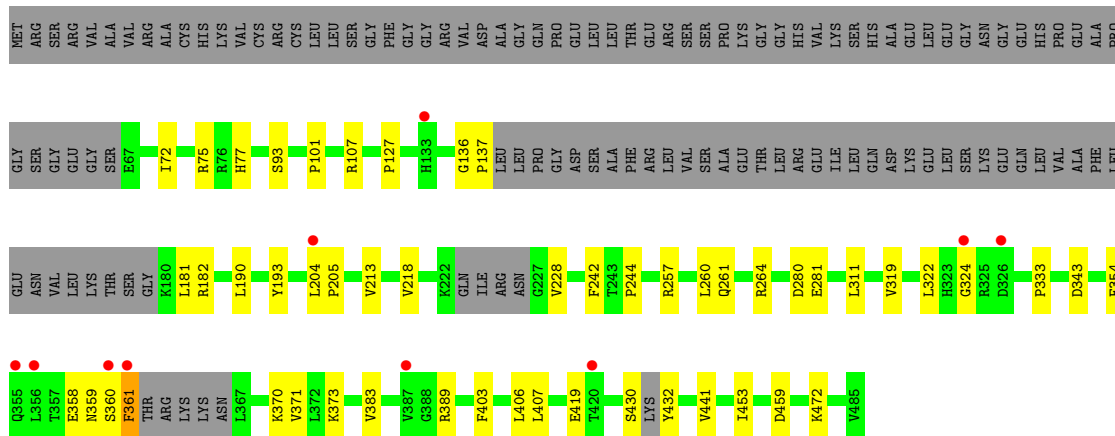 MET ARG SER ARG VAL ALA VAL ARG ALA CYS HIS LYS VAL CYS ARG CYS LEU LEU SER GLY PHE GLY GLY ARG VAL ASP ALA GLY GLN PRO GLU LEU LEU THR GLU ARG SER SER PRO LYS GLY GLY HIS VAL LYS SER HIS ALA GLU LEU GLU GLY ASN GLY GLU HIS PRO GLU ALA PRO
GLY SER GLY GLU GLY SER E67 I72 R75 R76 H77 S93 P101 R107 P127 H133 G136 P137 LEU LEU PRO GLY ASP SER ALA PHE ARG LEU VAL SER ALA GLU THR LEU ARG GLU ILE LEU GLN ASP LYS GLU LEU SER LYS GLU GLN LEU VAL ALA PHE LEU
GLU ASN VAL LEU LYS THR SER GLY K180 L181 R182 L190 Y193 L204 P205 V213 V218 K222 GLN ILE ARG ASN G227 V228 F242 T243 P244 R257 L260 Q261 R264 D280 E281 L311 V319 L322 H323 G324 R325 D326 P333 D343 E354
Q355 L356 T357 E358 N359 S360 F361 THR ARG LYS LYS ASN L367 K370 V371 L372 K373 V383 V387 G388 R389 F403 L406 L407 E419 T420 S430 LYS Y432 V441 I453 D459 K472 V485